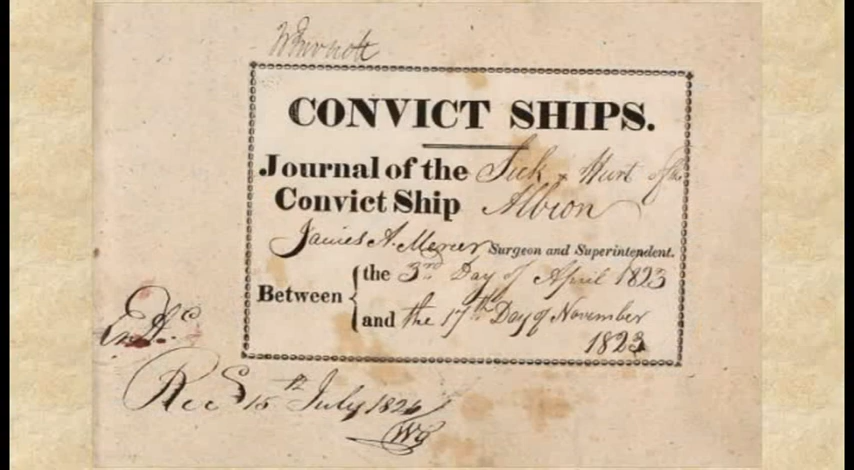 CONVICT SHIPS.
Journal of the Sick & Hurt of the
Convict Ship Albion
James A. Mercer Surgeon and Superintendent.
Between { the 3rd Day of April 1823
and the 17th Day of November
1823
Recd 15th July 1824